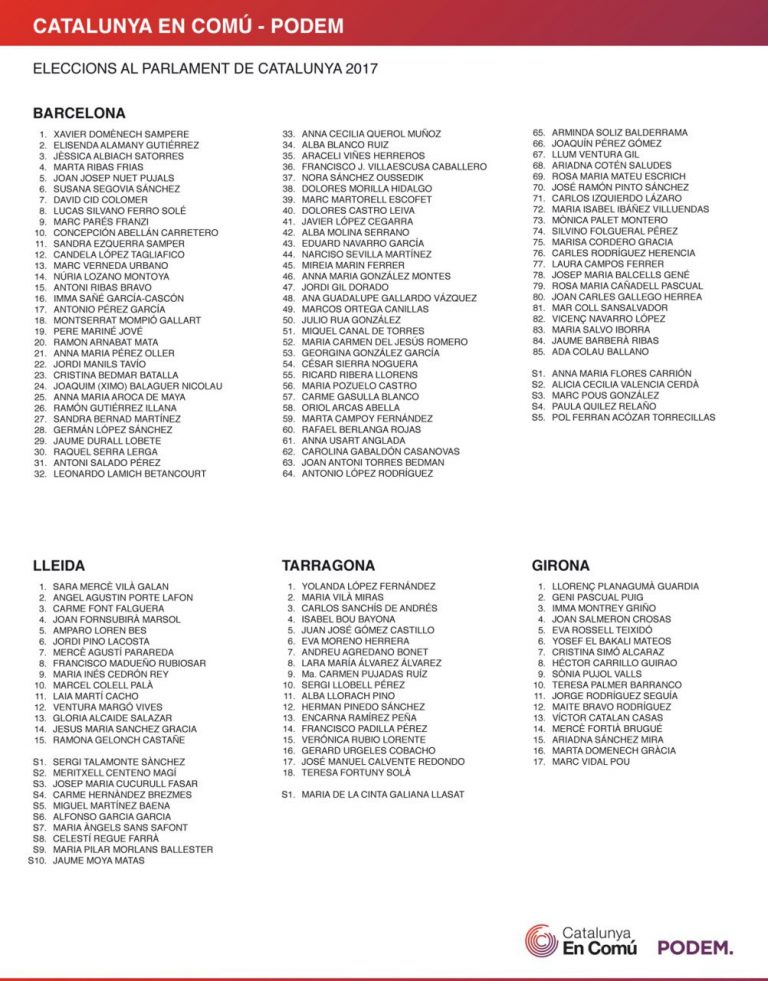 CATALUNYA EN COMÚ - PODEM
ELECCIONS AL PARLAMENT DE CATALUNYA 2017
BARCELONA
1. XAVIER DOMÈNECH SAMPERE
2. ELISENDA ALAMANY GUTIÉRREZ
3. JÈSSICA ALBIACH SATORRES
4. MARTA RIBAS FRIAS
5. JOAN JOSEP NUET PUJALS
6. SUSANA SEGOVIA SÁNCHEZ
7. DAVID CID COLOMER
8. LUCAS SILVANO FERRO SOLÉ
9. MARC PARÉS FRANZI
10. CONCEPCIÓN ABELLÁN CARRETERO
11. SANDRA EZQUERRA SAMPER
12. CANDELA LÓPEZ TAGLIAFICO
13. MARC VERNEDA URBANO
14. NÚRIA LOZANO MONTOYA
15. ANTONI RIBAS BRAVO
16. IMMA SAÑÉ GARCÍA-CASCÓN
17. ANTONIO PÉREZ GARCÍA
18. MONTSERRAT MOMPIÓ GALLART
19. PERE MARINÉ JOVÉ
20. RAMON ARNABAT MATA
21. ANNA MARIA PÉREZ OLLER
22. JORDI MANILS TAVÍO
23. CRISTINA BEDMAR BATALLA
24. JOAQUIM (XIMO) BALAGUER NICOLAU
25. ANNA MARIA AROCA DE MAYA
26. RAMÓN GUTIÉRREZ ILLANA
27. SANDRA BERNAD MARTÍNEZ
28. GERMÁN LÓPEZ SÁNCHEZ
29. JAUME DURALL LOBETE
30. RAQUEL SERRA LERGA
31. ANTONI SALADO PÉREZ
32. LEONARDO LAMICH BETANCOURT
33. ANNA CECILIA QUEROL MUÑOZ
34. ALBA BLANCO RUIZ
35. ARACELI VIÑES HERREROS
36. FRANCISCO J. VILLAESCUSA CABALLERO
37. NORA SÁNCHEZ OUSSEDIK
38. DOLORES MORILLA HIDALGO
39. MARC MARTORELL ESCOFET
40. DOLORES CASTRO LEIVA
41. JAVIER LÓPEZ CEGARRA
42. ALBA MOLINA SERRANO
43. EDUARD NAVARRO GARCÍA
44. NARCISO SEVILLA MARTÍNEZ
45. MIREIA MARIN FERRER
46. ANNA MARIA GONZÁLEZ MONTES
47. JORDI GIL DORADO
48. ANA GUADALUPE GALLARDO VÁZQUEZ
49. MARCOS ORTEGA CANILLAS
50. JULIO RUA GONZÁLEZ
51. MIQUEL CANAL DE TORRES
52. MARIA CARMEN DEL JESÚS ROMERO
53. GEORGINA GONZÁLEZ GARCÍA
54. CÉSAR SIERRA NOGUERA
55. RICARD RIBERA LLORENS
56. MARIA POZUELO CASTRO
57. CARME GASULLA BLANCO
58. ORIOL ARCAS ABELLA
59. MARTA CAMPOY FERNÁNDEZ
60. RAFAEL BERLANGA ROJAS
61. ANNA USART ANGLADA
62. CAROLINA GABALDÓN CASANOVAS
63. JOAN ANTONI TORRES BEDMAN
64. ANTONIO LÓPEZ RODRÍGUEZ
65. ARMINDA SOLIZ BALDERRAMA
66. JOAQUÍN PÉREZ GÓMEZ
67. LLUM VENTURA GIL
68. ARIADNA COTÉN SALUDES
69. ROSA MARIA MATEU ESCRICH
70. JOSÉ RAMÓN PINTO SÁNCHEZ
71. CARLOS IZQUIERDO LÁZARO
72. MARIA ISABEL IBÁÑEZ VILLUENDAS
73. MÒNICA PALET MONTERO
74. SILVINO FOLGUERAL PÉREZ
75. MARISA CORDERO GRACIA
76. CARLES RODRÍGUEZ HERENCIA
77. LAURA CAMPOS FERRER
78. JOSEP MARIA BALCELLS GENÉ
79. ROSA MARIA CAÑADELL PASCUAL
80. JOAN CARLES GALLEGO HERREA
81. MAR COLL SANSALVADOR
82. VICENÇ NAVARRO LÓPEZ
83. MARIA SALVO IBORRA
84. JAUME BARBERÀ RIBAS
85. ADA COLAU BALLANO
S1. ANNA MARIA FLORES CARRIÓN
S2. ALICIA CECILIA VALENCIA CERDÀ
S3. MARC POUS GONZÁLEZ
S4. PAULA QUILEZ RELAÑO
S5. POL FERRAN ACÓZAR TORRECILLAS
LLEIDA
1. SARA MERCÈ VILÀ GALAN
2. ANGEL AGUSTIN PORTE LAFON
3. CARME FONT FALGUERA
4. JOAN FORNSUBIRÀ MARSOL
5. AMPARO LOREN BES
6. JORDI PINO LACOSTA
7. MERCÈ AGUSTÍ PARAREDA
8. FRANCISCO MADUEÑO RUBIOSAR
9. MARIA INÉS CEDRÓN REY
10. MARCEL COLELL PALÀ
11. LAIA MARTÍ CACHO
12. VENTURA MARGÓ VIVES
13. GLORIA ALCAIDE SALAZAR
14. JESUS MARIA SANCHEZ GRACIA
15. RAMONA GELONCH CASTAÑE
S1. SERGI TALAMONTE SÀNCHEZ
S2. MERITXELL CENTENO MAGÍ
S3. JOSEP MARIA CUCURULL FASAR
S4. CARME HERNÀNDEZ BREZMES
S5. MIGUEL MARTÍNEZ BAENA
S6. ALFONSO GARCIA GARCIA
S7. MARIA ÀNGELS SANS SAFONT
S8. CELESTÍ REGUE FARRÀ
S9. MARIA PILAR MORLANS BALLESTER
S10. JAUME MOYA MATAS
TARRAGONA
1. YOLANDA LÓPEZ FERNÁNDEZ
2. MARIA VILÀ MIRAS
3. CARLOS SANCHÍS DE ANDRÉS
4. ISABEL BOU BAYONA
5. JUAN JOSÉ GÓMEZ CASTILLO
6. EVA MORENO HERRERA
7. ANDREU AGREDANO BONET
8. LARA MARÍA ÁLVAREZ ÁLVAREZ
9. Ma. CARMEN PUJADAS RUÍZ
10. SERGI LLOBELL PÉREZ
11. ALBA LLORACH PINO
12. HERMAN PINEDO SÁNCHEZ
13. ENCARNA RAMÍREZ PEÑA
14. FRANCISCO PADILLA PÉREZ
15. VERÓNICA RUBIO LORENTE
16. GERARD URGELES COBACHO
17. JOSÉ MANUEL CALVENTE REDONDO
18. TERESA FORTUNY SOLÀ
S1. MARIA DE LA CINTA GALIANA LLASAT
GIRONA
1. LLORENÇ PLANAGUMÀ GUARDIA
2. GENI PASCUAL PUIG
3. IMMA MONTREY GRIÑO
4. JOAN SALMERON CROSAS
5. EVA ROSSELL TEIXIDÓ
6. YOSEF EL BAKALI MATEOS
7. CRISTINA SIMÓ ALCARAZ
8. HÉCTOR CARRILLO GUIRAO
9. SÒNIA PUJOL VALLS
10. TERESA PALMER BARRANCO
11. JORGE RODRÍGUEZ SEGUÍA
12. MAITE BRAVO RODRÍGUEZ
13. VÍCTOR CATALAN CASAS
14. MERCÈ FORTIÀ BRUGUÉ
15. ARIADNA SÁNCHEZ MIRA
16. MARTA DOMENECH GRÀCIA
17. MARC VIDAL POU
Catalunya
En Comú
PODEM.